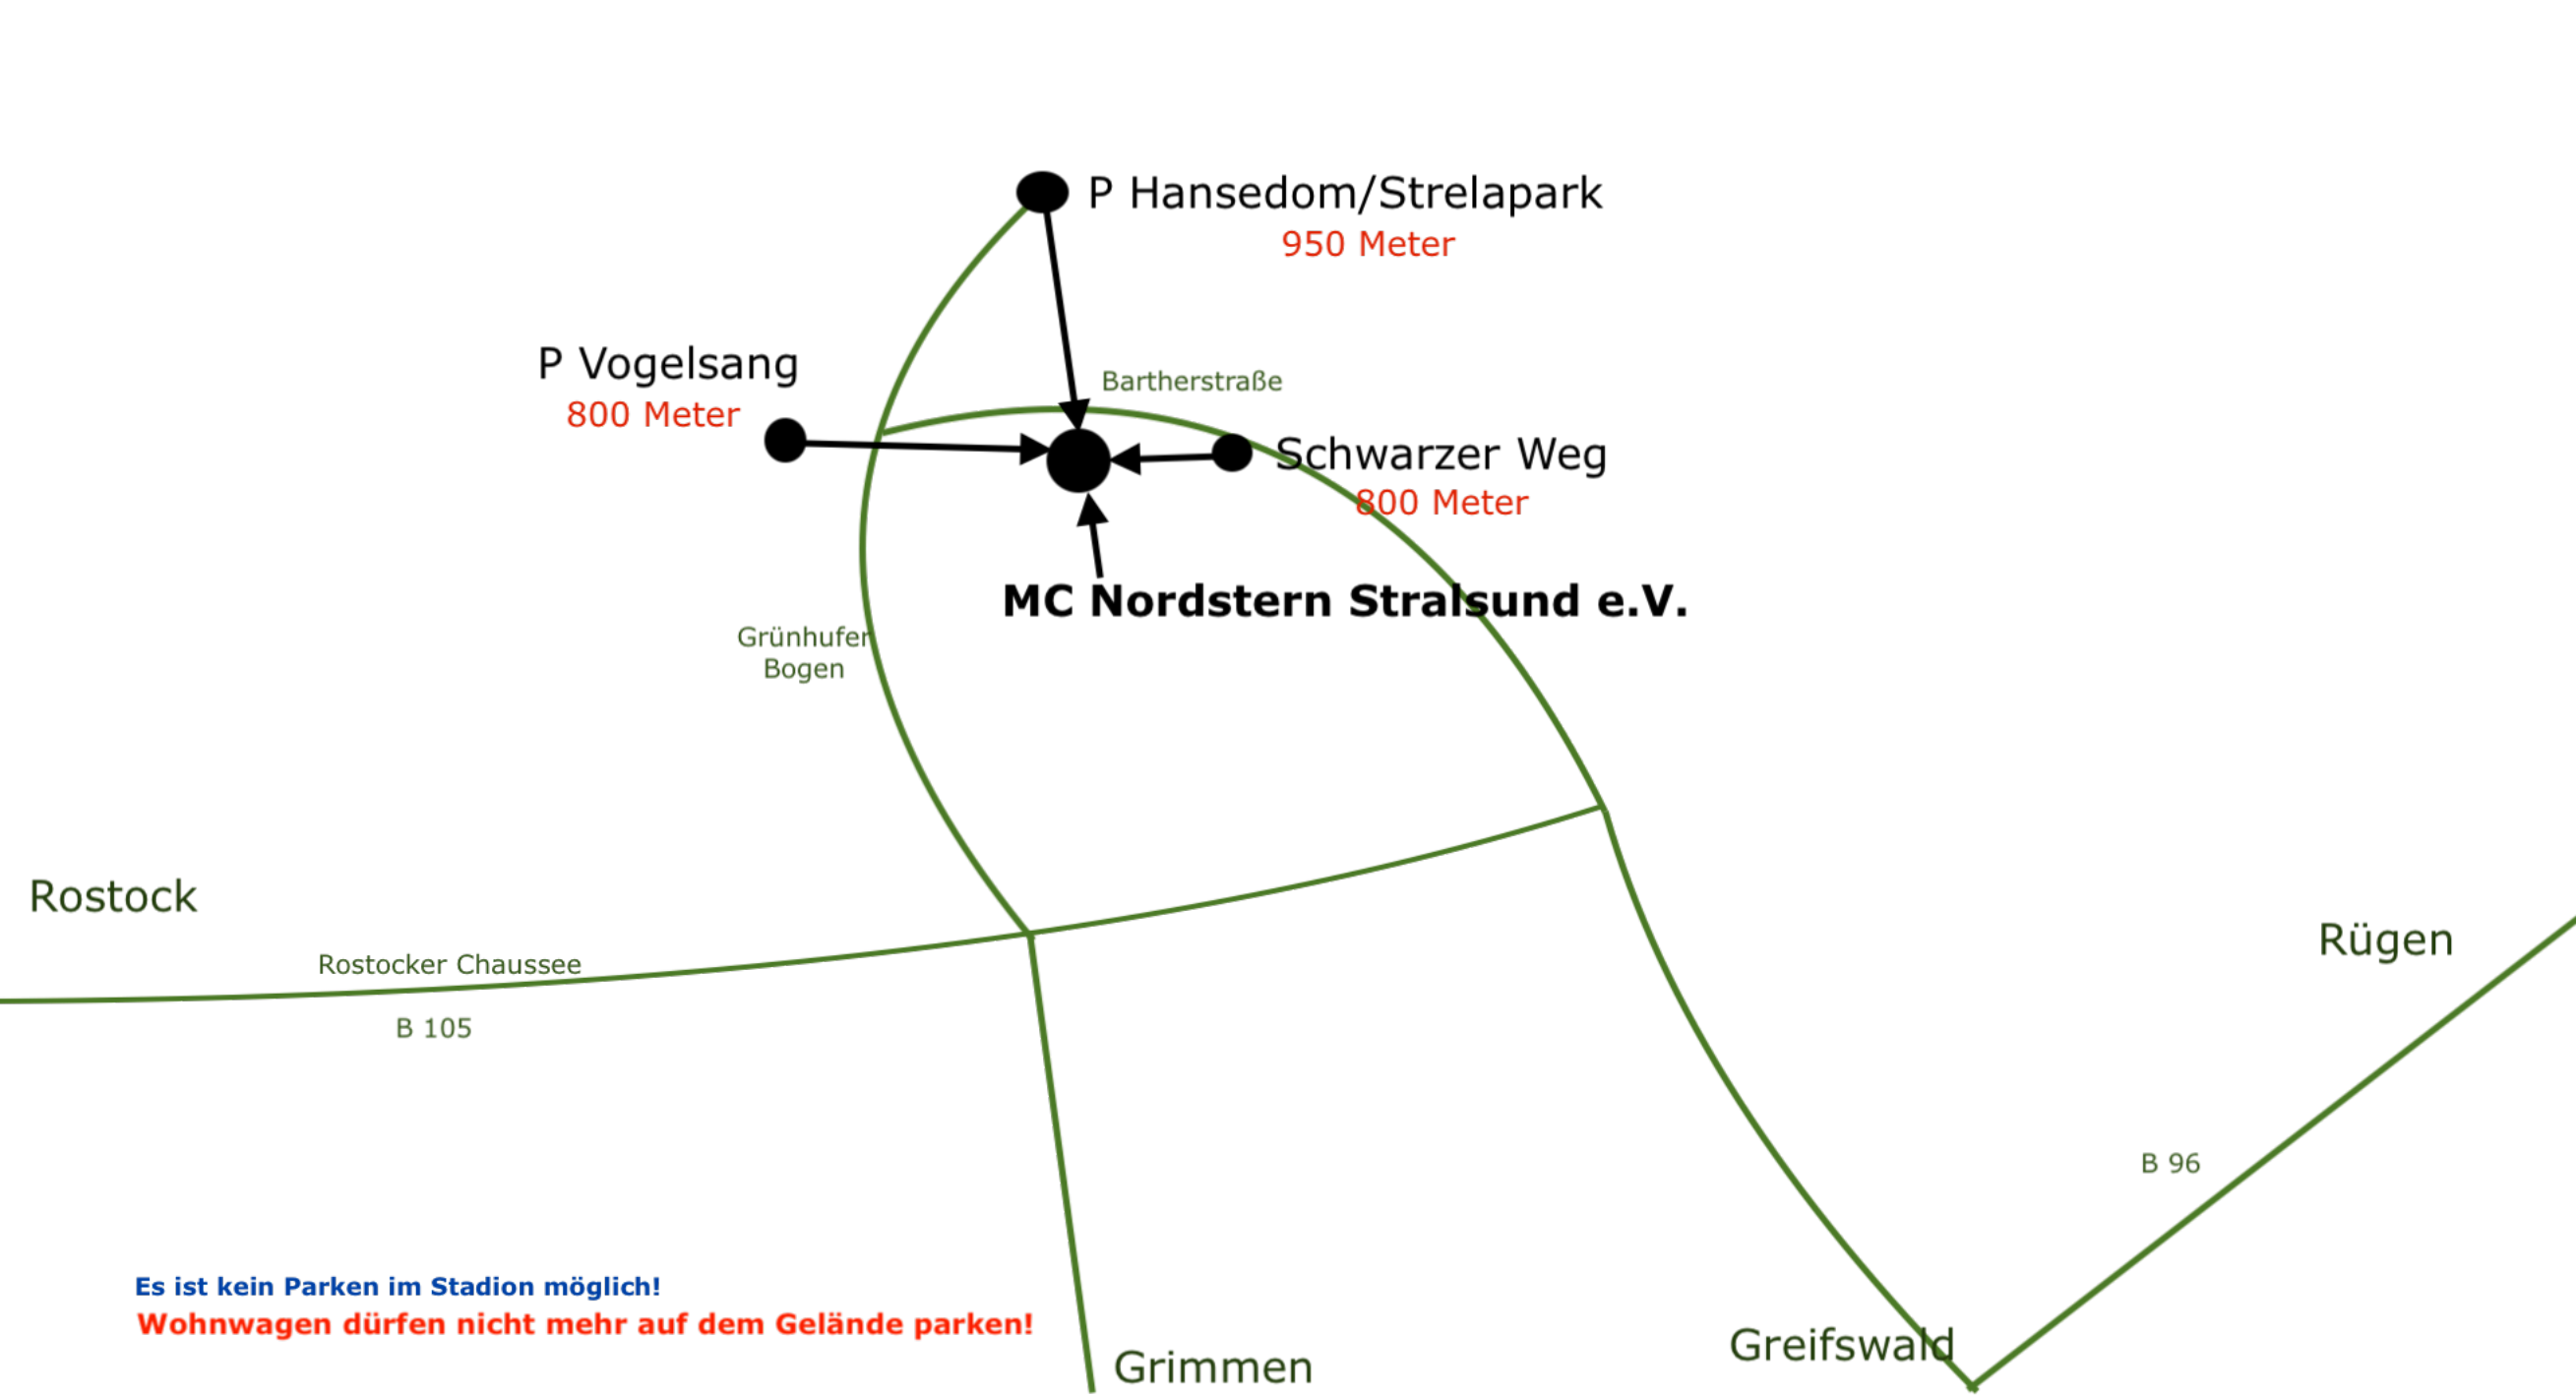 P Hansedom/Strelapark
950 Meter
P Vogelsang
800 Meter
Bartherstraße
Schwarzer Weg
800 Meter
MC Nordstern Stralsund e.V.
Grünhufer
Bogen
Rostock
Rügen
Rostocker Chaussee
B 105
B 96
Es ist kein Parken im Stadion möglich!
Wohnwagen dürfen nicht mehr auf dem Gelände parken!
Greifswald
Grimmen